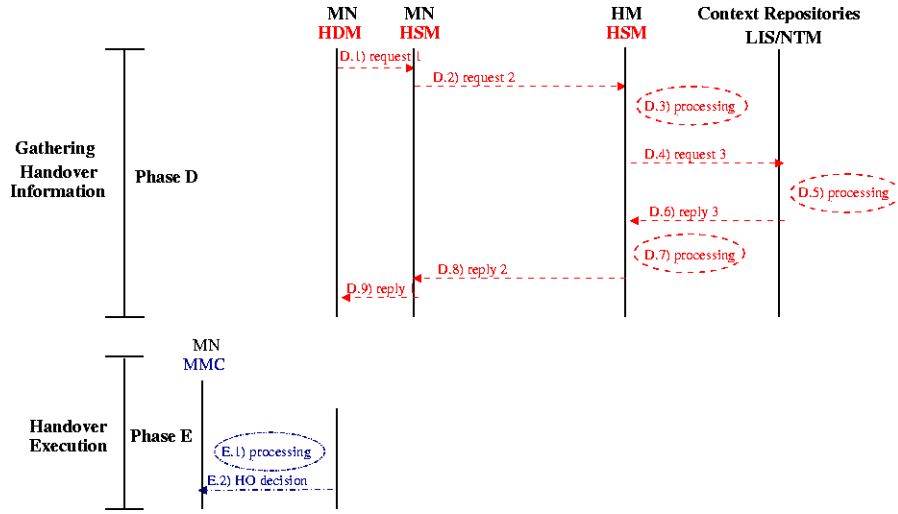 MN
HDM
MN
HSM
HM
HSM
Context Repositories
LIS/NTM
D.1) request 1
D.2) request 2
D.3) processing
Gathering
Handover
Information
Phase D
D.4) request 3
D.5) processing
D.6) reply 3
D.7) processing
D.8) reply 2
D.9) reply 1
MN
MMC
Handover
Execution
Phase E
E.1) processing
E.2) HO decision